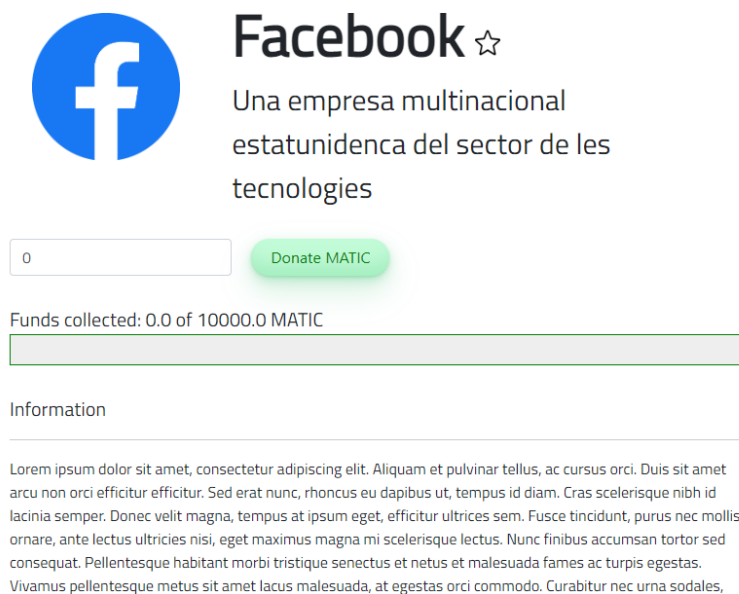 Facebook
Una empresa multinacional
estatunidenca del sector de les
tecnologies
0
Donate MATIC
Funds collected: 0.0 of 10000.0 MATIC
Information
Lorem ipsum dolor sit amet, consectetur adipiscing elit. Aliquam et pulvinar tellus, ac cursus orci. Duis sit amet
arcu non orci efficitur efficitur. Sed erat nunc, rhoncus eu dapibus ut, tempus id diam. Cras scelerisque nibh id
lacinia semper. Donec velit magna, tempus at ipsum eget, efficitur ultrices sem. Fusce tincidunt, purus nec mollis
ornare, ante lectus ultricies nisi, eget maximus magna mi scelerisque lectus. Nunc finibus accumsan tortor sed
consequat. Pellentesque habitant morbi tristique senectus et netus et malesuada fames ac turpis egestas.
Vivamus pellentesque metus sit amet lacus malesuada, at egestas orci commodo. Curabitur nec urna sodales,